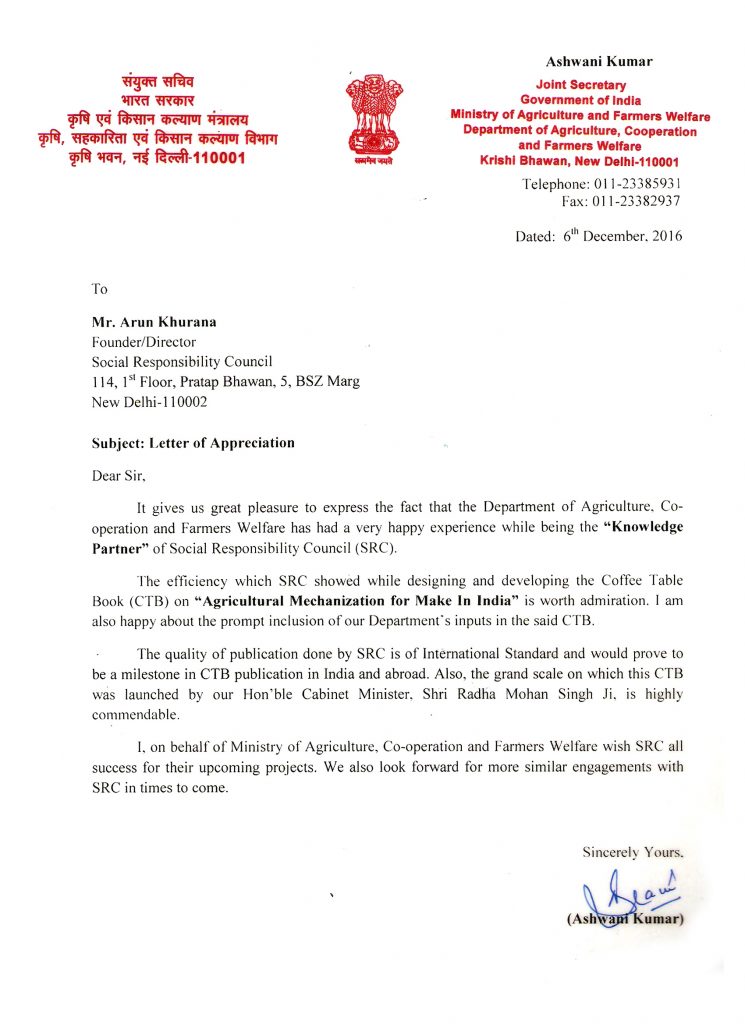 संयुक्त सचिव
भारत सरकार
कृषि एवं किसान कल्याण मंत्रालय
कृषि, सहकारिता एवं किसान कल्याण विभाग
कृषि भवन, नई दिल्ली-110001
सत्यमेव जयते
Ashwani Kumar
Joint Secretary
Government of India
Ministry of Agriculture and Farmers Welfare
Department of Agriculture, Cooperation
and Farmers Welfare
Krishi Bhawan, New Delhi-110001
Telephone: 011-23385931
Fax: 011-23382937
Dated: 6th December, 2016
To
Mr. Arun Khurana
Founder/Director
Social Responsibility Council
114, 1st Floor, Pratap Bhawan, 5, BSZ Marg
New Delhi-110002
Subject: Letter of Appreciation
Dear Sir,
It gives us great pleasure to express the fact that the Department of Agriculture, Co-
operation and Farmers Welfare has had a very happy experience while being the “Knowledge
Partner” of Social Responsibility Council (SRC).
The efficiency which SRC showed while designing and developing the Coffee Table
Book (CTB) on “Agricultural Mechanization for Make In India” is worth admiration. I am
also happy about the prompt inclusion of our Department's inputs in the said CTB.
The quality of publication done by SRC is of International Standard and would prove to
be a milestone in CTB publication in India and abroad. Also, the grand scale on which this CTB
was launched by our Hon'ble Cabinet Minister, Shri Radha Mohan Singh Ji, is highly
commendable.
I, on behalf of Ministry of Agriculture, Co-operation and Farmers Welfare wish SRC all
success for their upcoming projects. We also look forward for more similar engagements with
SRC in times to come.
Sincerely Yours,
(Ashwani Kumar)